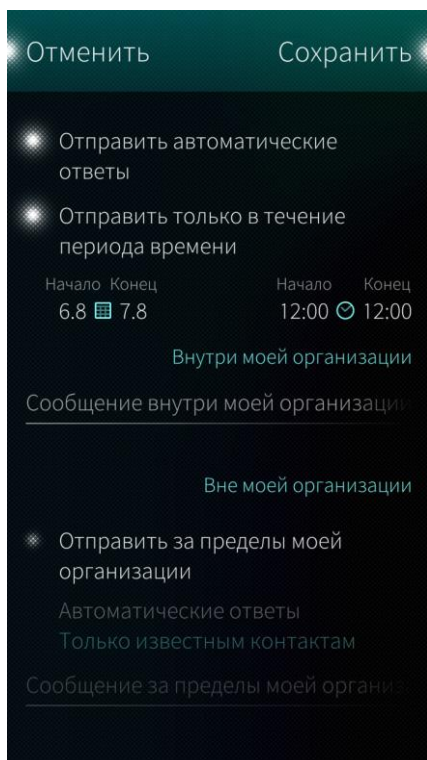 Отменить Сохранить
Отправить автоматические
ответы
Отправить только в течение
периода времени
Начало Конец Начало Конец
6.8 7.8 12:00 12:00
Внутри моей организации
Сообщение внутри моей организации
Вне моей организации
Отправить за пределы моей
организации
Автоматические ответы
Только известным контактам
Сообщение за пределы моей организ